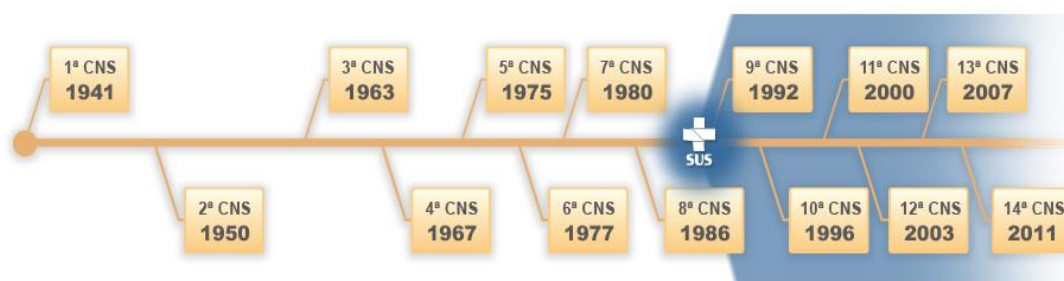 1ª CNS
1941
2ª CNS
1950
3ª CNS
1963
4ª CNS
1967
5ª CNS
1975
6ª CNS
1977
7ª CNS
1980
8ª CNS
1986
SUS
9ª CNS
1992
10ª CNS
1996
11ª CNS
2000
12ª CNS
2003
13ª CNS
2007
14ª CNS
2011